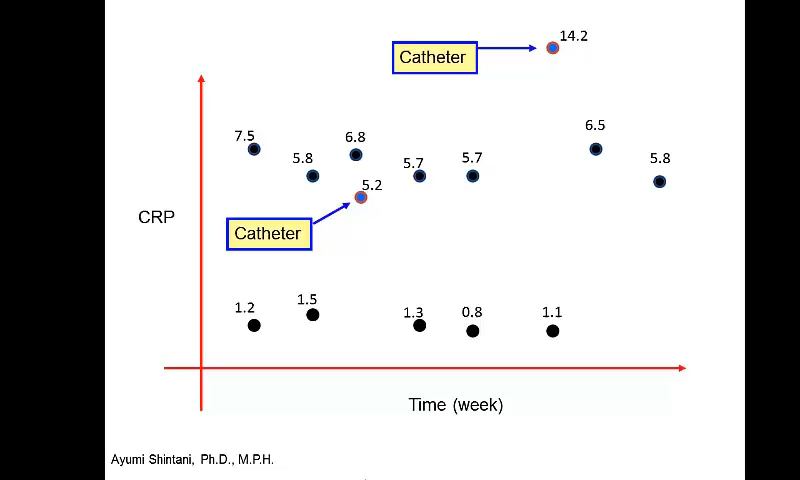 14.2
Catheter
7.5
5.8
6.8
5.7
5.7
6.5
5.8
5.2
CRP
Catheter
1.2
1.5
1.3
0.8
1.1
Time (week)
Ayumi Shintani, Ph.D., M.P.H.